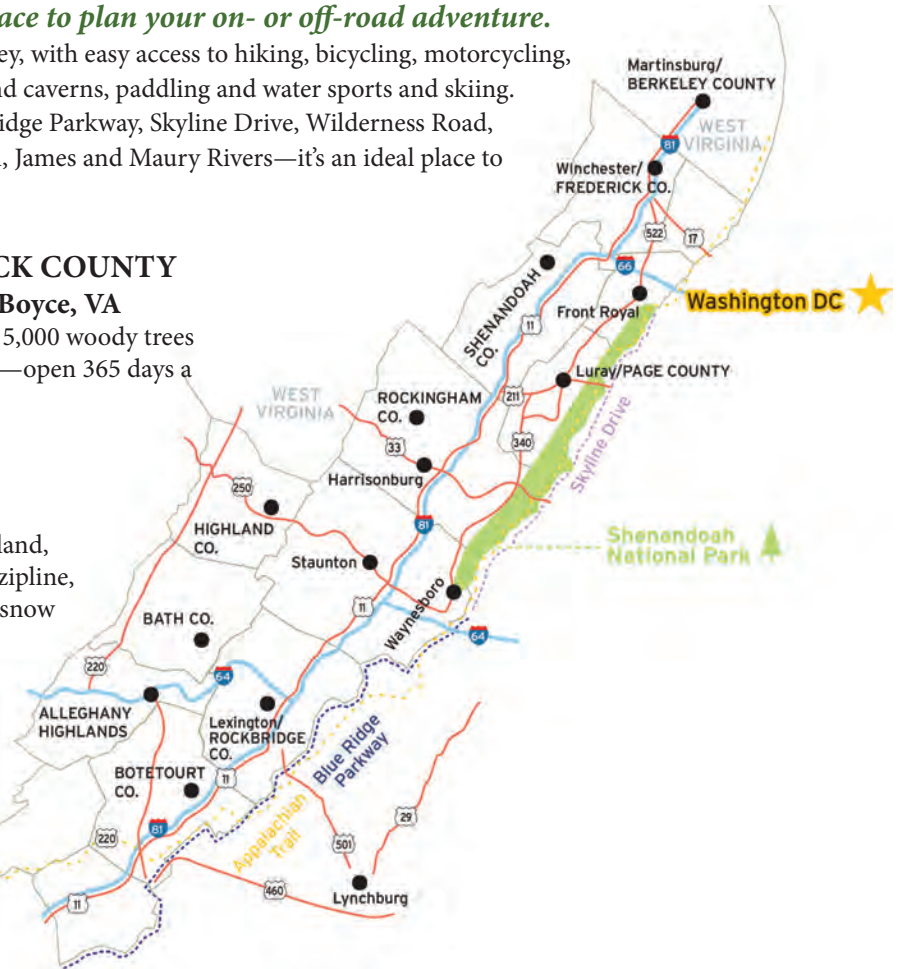 ace to plan your on- or off-road adventure.
ey, with easy access to hiking, bicycling, motorcycling,
nd caverns, paddling and water sports and skiing.
idge Parkway, Skyline Drive, Wilderness Road,
, James and Maury Rivers—it's an ideal place to
CK COUNTY
Boyce, VA
5,000 woody trees
—open 365 days a
land,
zipline,
snow
Martinsburg/
BERKELEY COUNTY
WEST
VIRGINIA
81
Winchester/
FREDERICK CO.
522
17
66
SHENANDOAH
CO.
Front Royal
Washington DC
11
Luray/PAGE COUNTY
WEST
VIRGINIA
211
ROCKINGHAM
CO.
Skyline Drive
33
340
Harrisonburg
250
HIGHLAND
CO.
81
Shenandoah
National Park
Staunton
Waynesboro
11
BATH CO.
64
220
64
ALLEGHANY
HIGHLANDS
Lexington/
ROCKBRIDGE
CO.
Blue Ridge
Parkway
BOTETOURT
CO.
11
Appalachian
Trail
29
81
220
501
460
Lynchburg
11